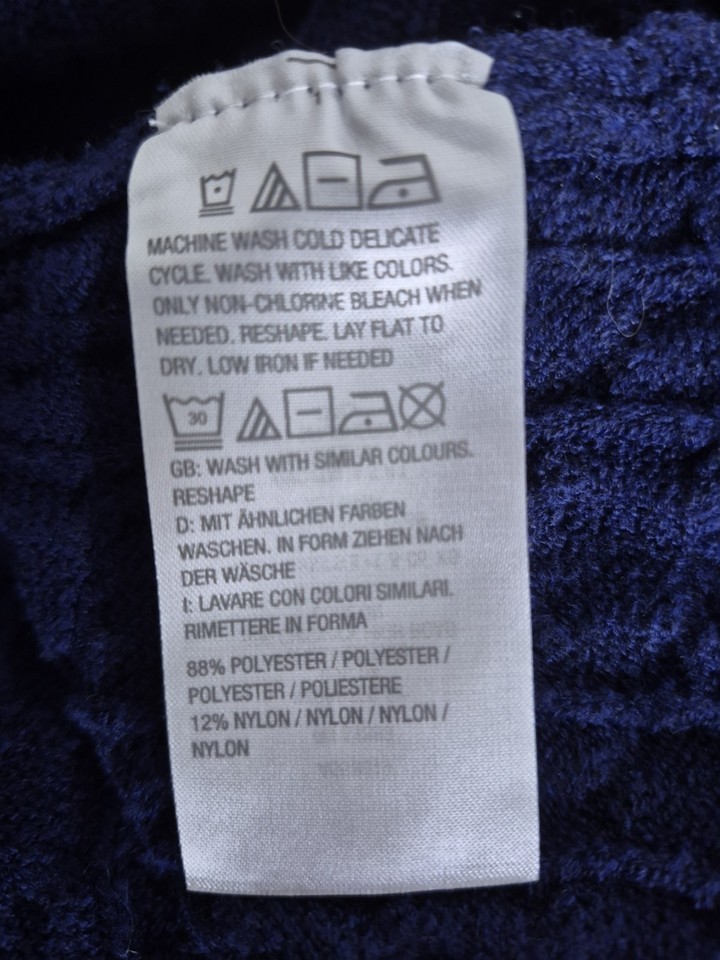 MACHINE WASH COLD DELICATE
CYCLE. WASH WITH LIKE COLORS.
ONLY NON-CHLORINE BLEACH WHEN
NEEDED. RESHAPE. LAY FLAT TO
DRY. LOW IRON IF NEEDED
30
GB: WASH WITH SIMILAR COLOURS.
RESHAPE
D: MIT ÄHNLICHEN FARBEN
WASCHEN. IN FORM ZIEHEN NACH
DER WÄSCHE
I: LAVARE CON COLORI SIMILARI.
RIMETTERE IN FORMA
88% POLYESTER / POLYESTER /
POLYESTER / POLIESTERE
12% NYLON / NYLON / NYLON /
NYLON